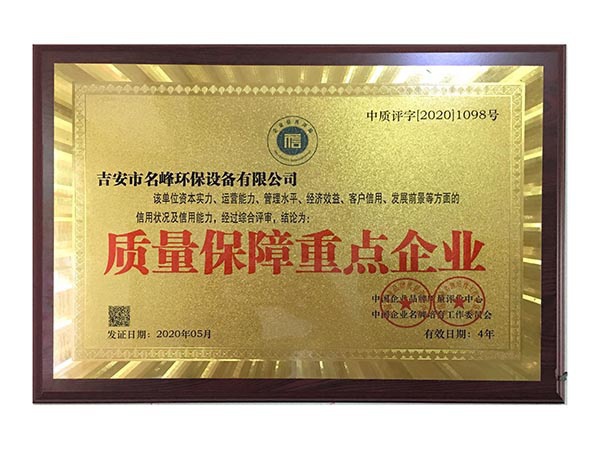 中质评字[2020]1098号
信
吉安市名峰环保设备有限公司
该单位资本实力、运营能力、管理水平、经济效益、客户信用、发展前景等方面的
信用状况及信用能力，经过综合评审，结论为：
质量保障重点企业
中国企业品牌质量评价中心
中国企业名牌培育工作委员会
发证日期：2020年05月
有效日期：4年